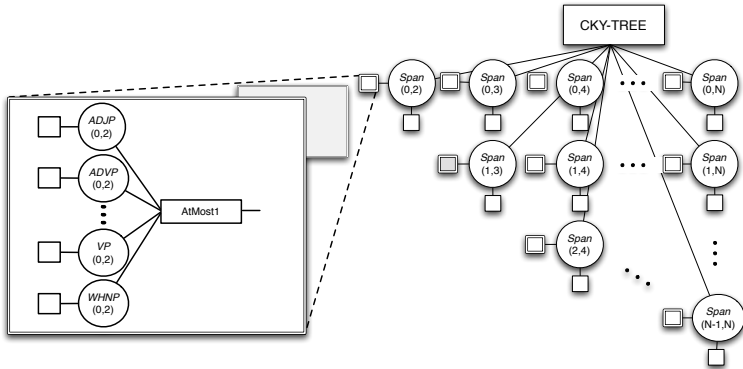 CKY-TREE
Span
(0,2)
Span
(0,3)
Span
(0,4)
Span
(0,N)
Span
(1,3)
Span
(1,4)
Span
(1,N)
Span
(2,4)
Span
(N-1,N)
ADJP
(0,2)
ADVP
(0,2)
AtMost1
VP
(0,2)
WHNP
(0,2)